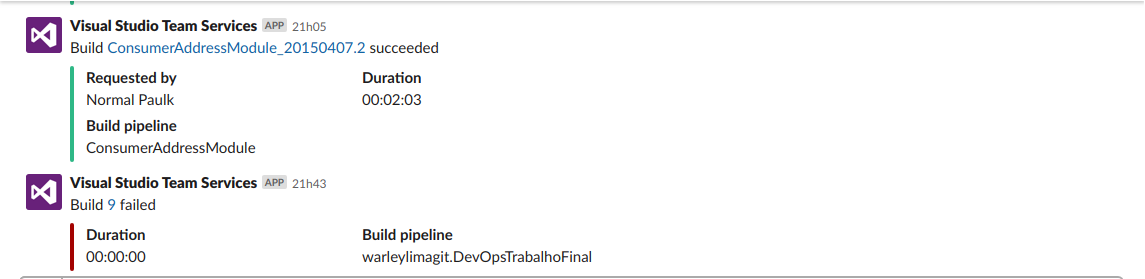 Visual Studio Team Services APP 21h05
Build ConsumerAddressModule_20150407.2 succeeded
Requested by Duration
Normal Paulk 00:02:03
Build pipeline
ConsumerAddressModule
Visual Studio Team Services APP 21h43
Build 9 failed
Duration Build pipeline
00:00:00 warleylimagit.DevOpsTrabalhoFinal